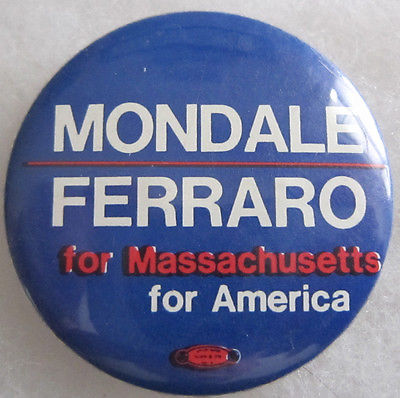 MONDALE
FERRARO
for Massachusetts
for America